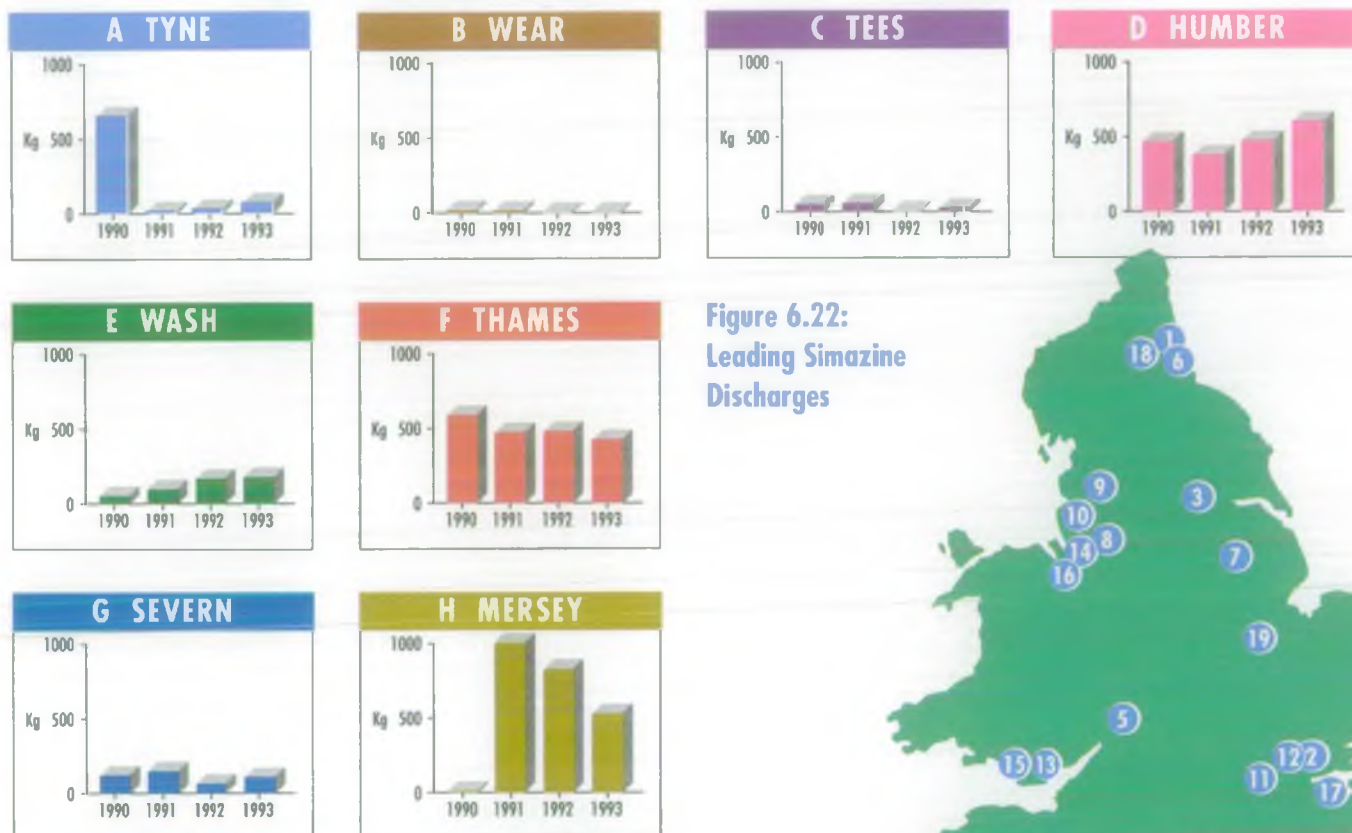 A TYNE
1000
Kg 500
0
1990 1991 1992 1993
B WEAR
1000
Kg 500
0
1990 1991 1992 1993
C TEES
1000
Kg 500
0
1990 1991 1992 1993
D HUMBER
1000
Kg 500
0
1990 1991 1992 1993
E WASH
1000
Kg 500
0
1990 1991 1992 1993
F THAMES
1000
Kg 500
0
1990 1991 1992 1993
Figure 6.22:
Leading Simazine
Discharges
G SEVERN
1000
Kg 500
0
1990 1991 1992 1993
H MERSEY
1000
Kg 500
0
1990 1991 1992 1993
1
18
6
9
3
10
8
14
7
16
19
5
12 2
15 13
11
17